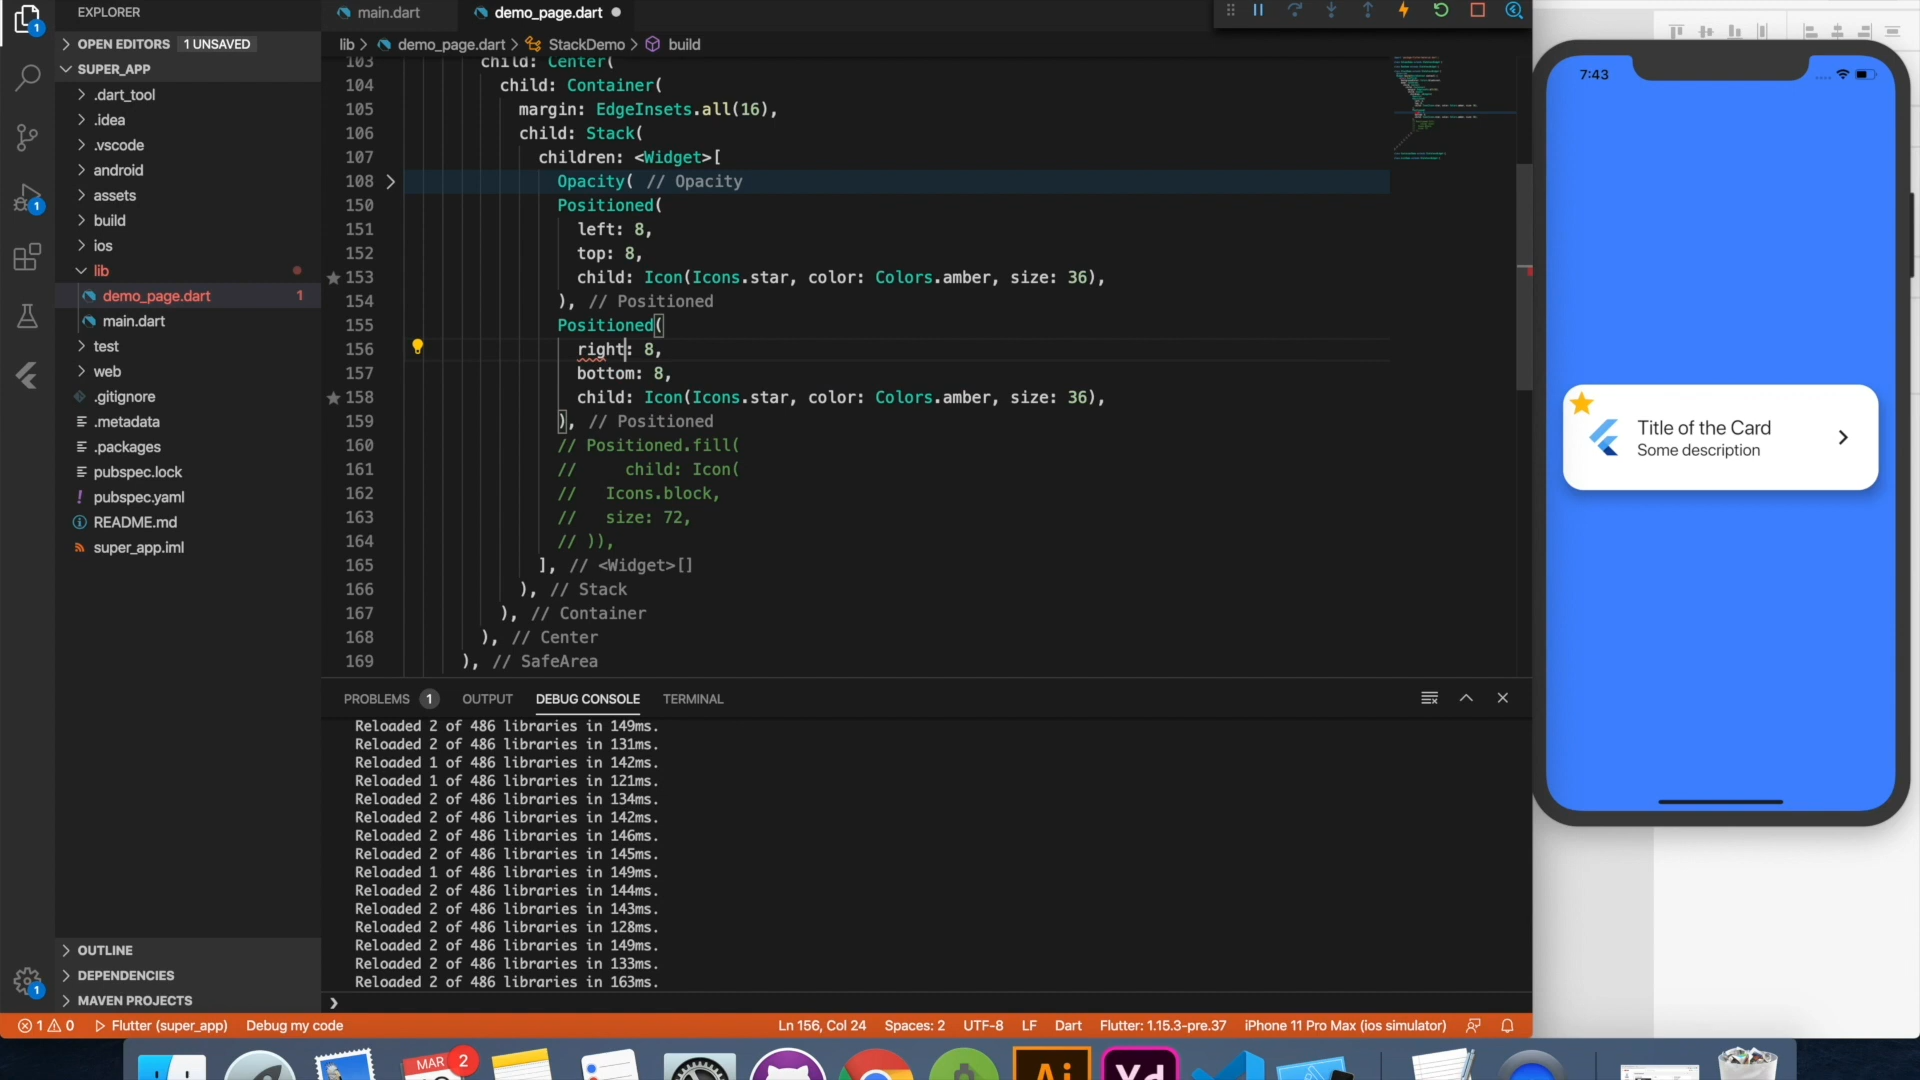 EXPLORER
OPEN EDITORS 1 UNSAVED
SUPER_APP
.dart_tool
.idea
.vscode
android
assets
build
ios
lib
demo_page.dart 1
main.dart
test
web
.gitignore
.metadata
.packages
pubspec.lock
pubspec.yaml
README.md
super_app.iml
OUTLINE
DEPENDENCIES
MAVEN PROJECTS
main.dart
demo_page.dart
lib > demo_page.dart > StackDemo > build
103 child: Center(
104 child: Container(
105 margin: EdgeInsets.all(16),
106 child: Stack(
107 children: <Widget>[
108 Opacity( // Opacity
150 Positioned(
151 left: 8,
152 top: 8,
153 child: Icon(Icons.star, color: Colors.amber, size: 36),
154 ), // Positioned
155 Positioned(
156 right: 8,
157 bottom: 8,
158 child: Icon(Icons.star, color: Colors.amber, size: 36),
159 ), // Positioned
160 // Positioned.fill(
161 // child: Icon(
162 // Icons.block,
163 // size: 72,
164 // )),
165 ], // <Widget>[]
166 ), // Stack
167 ), // Container
168 ), // Center
169 ), // SafeArea
PROBLEMS 1 OUTPUT DEBUG CONSOLE TERMINAL
Reloaded 2 of 486 libraries in 149ms.
Reloaded 2 of 486 libraries in 131ms.
Reloaded 1 of 486 libraries in 142ms.
Reloaded 1 of 486 libraries in 121ms.
Reloaded 2 of 486 libraries in 134ms.
Reloaded 2 of 486 libraries in 142ms.
Reloaded 2 of 486 libraries in 146ms.
Reloaded 2 of 486 libraries in 145ms.
Reloaded 1 of 486 libraries in 149ms.
Reloaded 2 of 486 libraries in 144ms.
Reloaded 2 of 486 libraries in 143ms.
Reloaded 2 of 486 libraries in 128ms.
Reloaded 2 of 486 libraries in 149ms.
Reloaded 2 of 486 libraries in 133ms.
Reloaded 2 of 486 libraries in 163ms.
7:43
Title of the Card
Some description
1 0 Flutter (super_app) Debug my code Ln 156, Col 24 Spaces: 2 UTF-8 LF Dart Flutter: 1.15.3-pre.37 iPhone 11 Pro Max (ios simulator)
1
1
1
MAR 2
Ai
Xd